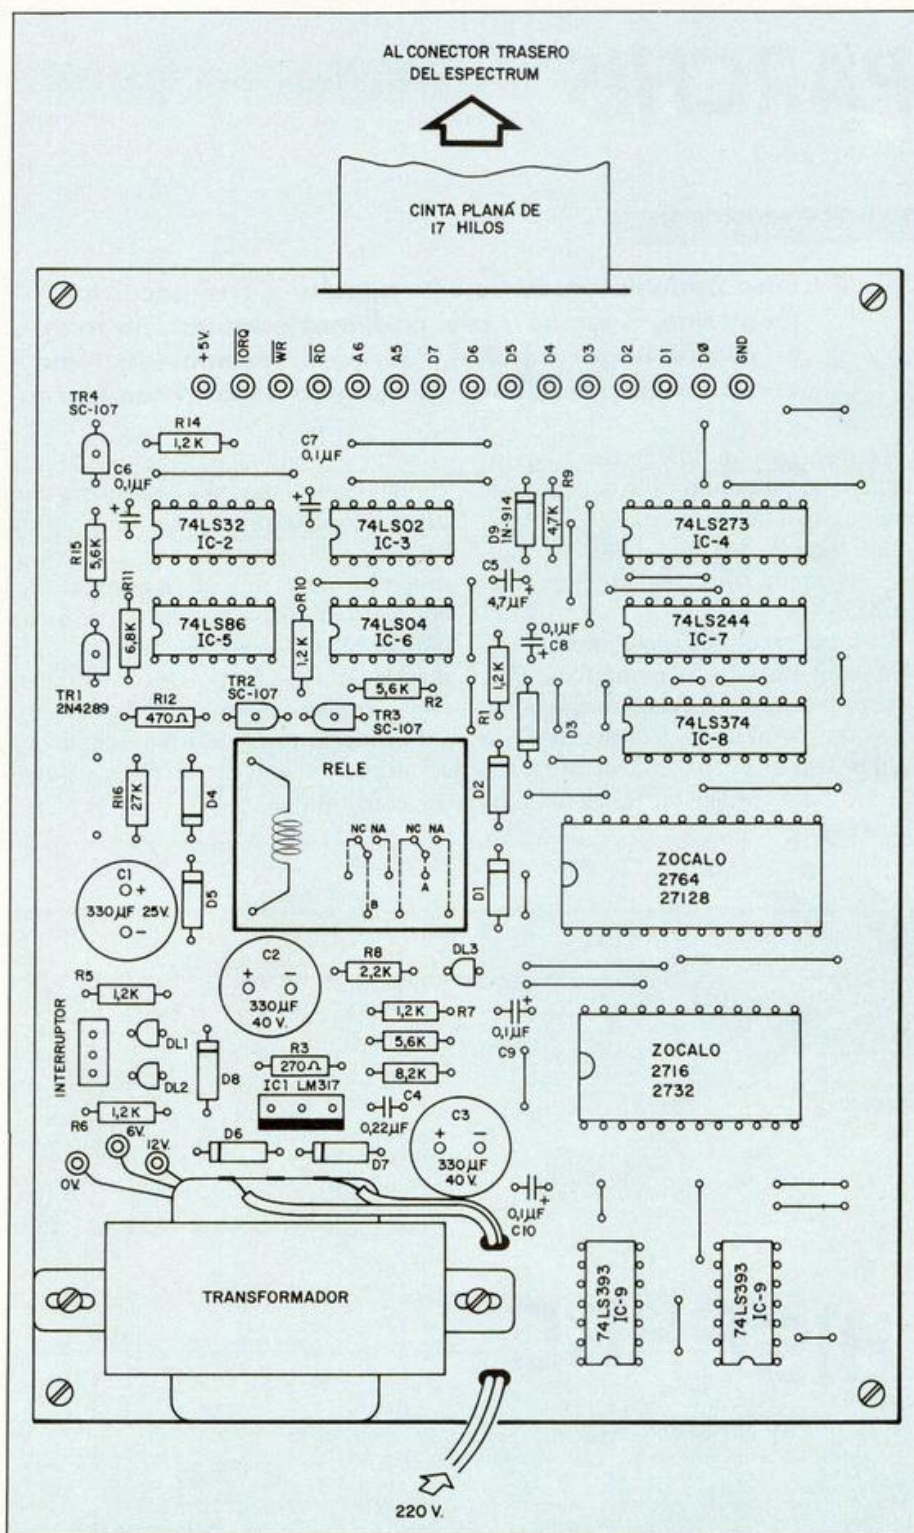 AL CONECTOR TRASERO
DEL ESPECTRUM
CINTA PLANA DE
17 HILOS
+5V.
IORQ
WR
RD
A6
A5
D7
D6
D5
D4
D3
D2
D1
DØ
GND
TR4
SC-107
R14
1,2K
C7
0,1µF
C6
0,1µF
R9
4,7K
D9
1N-914
74LS32
IC-2
74LS02
IC-3
74LS273
IC-4
R15
5,6K
R11
6,8K
R10
1,2K
C5
4,7µF
74LS86
IC-5
74LS04
IC-6
0,1µF
C8
74LS244
IC-7
TR1
2N4289
TR2
SC-107
5,6K
R2
1,2K
R1
R12
470Ω
TR3
SC-107
D3
74LS374
IC-8
RELE
R16
27K
D4
D2
NC NA
NC NA
A
B
ZOCALO
2764
27128
C1
+
330µF 25V.
-
D5
D1
C2
+ -
330µF
40 V.
R8
2,2K
DL3
R5
1,2K
1,2K
R7
0,1µF
C9
INTERRUPTOR
DL1
DL2
D8
R3
270Ω
5,6K
8,2K
ZOCALO
2716
2732
IC1 LM317
C4
0,22µF
R6
1,2K
C3
+ -
330µF
40 V.
6V.
12V.
0V.
D6
D7
0,1µF
C10
TRANSFORMADOR
74LS393
IC-9
74LS393
IC-9
220 V.